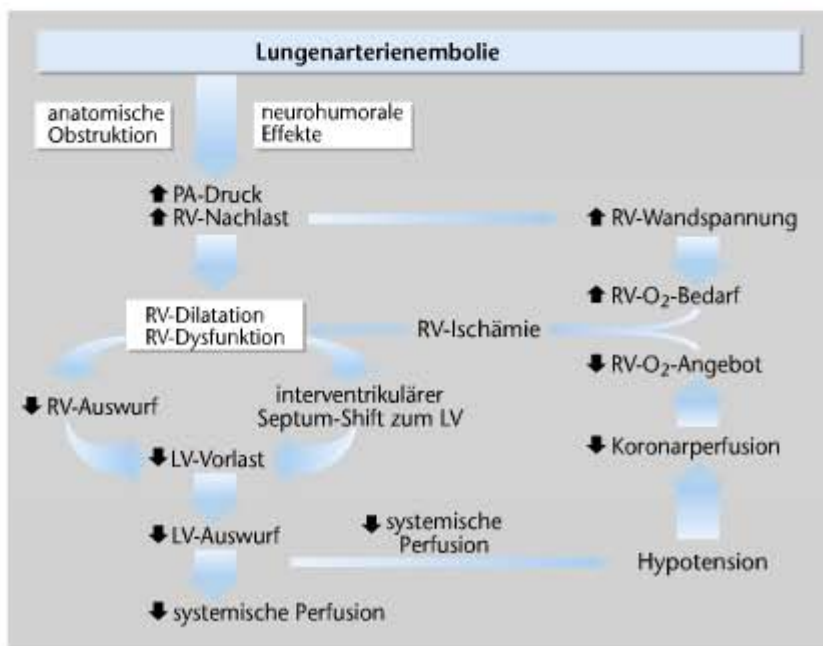 Lungenarterienembolie
anatomische
Obstruktion
neurohumorale
Effekte
PA-Druck
RV-Nachlast
RV-Wandspannung
RV-O₂-Bedarf
RV-Dilatation
RV-Dysfunktion
RV-Ischämie
RV-O₂-Angebot
RV-Auswurf
interventrikulärer
Septum-Shift zum LV
LV-Vorlast
Koronarperfusion
LV-Auswurf
systemische
Perfusion
Hypotension
systemische Perfusion